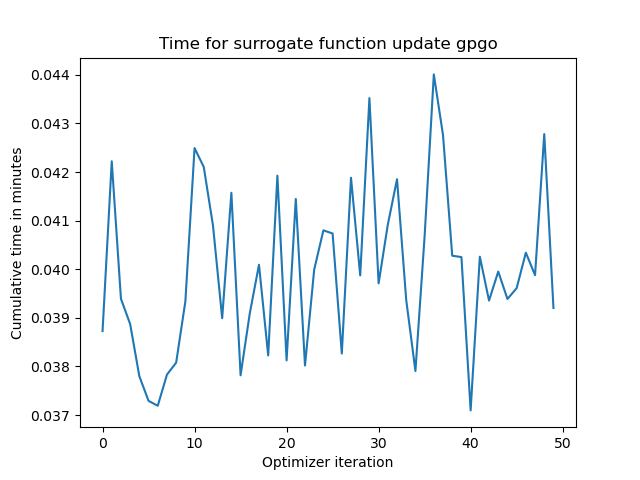 Time for surrogate function update gpgo
0.044
0.043
0.042
0.041
0.040
0.039
0.038
0.037
Cumulative time in minutes
0 10 20 30 40 50
Optimizer iteration